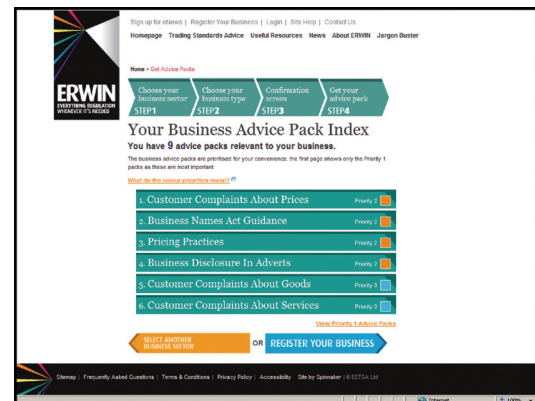 Sign up for eNews | Register Your Business | Login | Site Help | Contact Us
Homepage Trading Standards Advice Useful Resources News About ERWIN Jargon Buster
Home > Get Advice Packs
ERWIN
EVERYTHING REGULATION
WHENEVER IT'S NEEDED
Choose your business sector STEP1
Choose your business type STEP2
Confirmation screen STEP3
Get your advice pack STEP4
Your Business Advice Pack Index
You have 9 advice packs relevant to your business.
The business advice packs are prioritised for your convenience. the first page shows only the Priority 1
packs as these are most important.
What do the colour priorities mean?
1. Customer Complaints About Prices Priority 2
2. Business Names Act Guidance Priority 2
3. Pricing Practices Priority 2
4. Business Disclosure In Adverts Priority 2
5. Customer Complaints About Goods Priority 3
6. Customer Complaints About Services Priority 3
View Priority 1 Advice Packs
SELECT ANOTHER
BUSINESS SECTOR
OR REGISTER YOUR BUSINESS
Sitemap | Frequently Asked Questions | Terms & Conditions | Privacy Policy | Accessibility Site by Spinnaker | © EETSA Ltd
Internet 100%